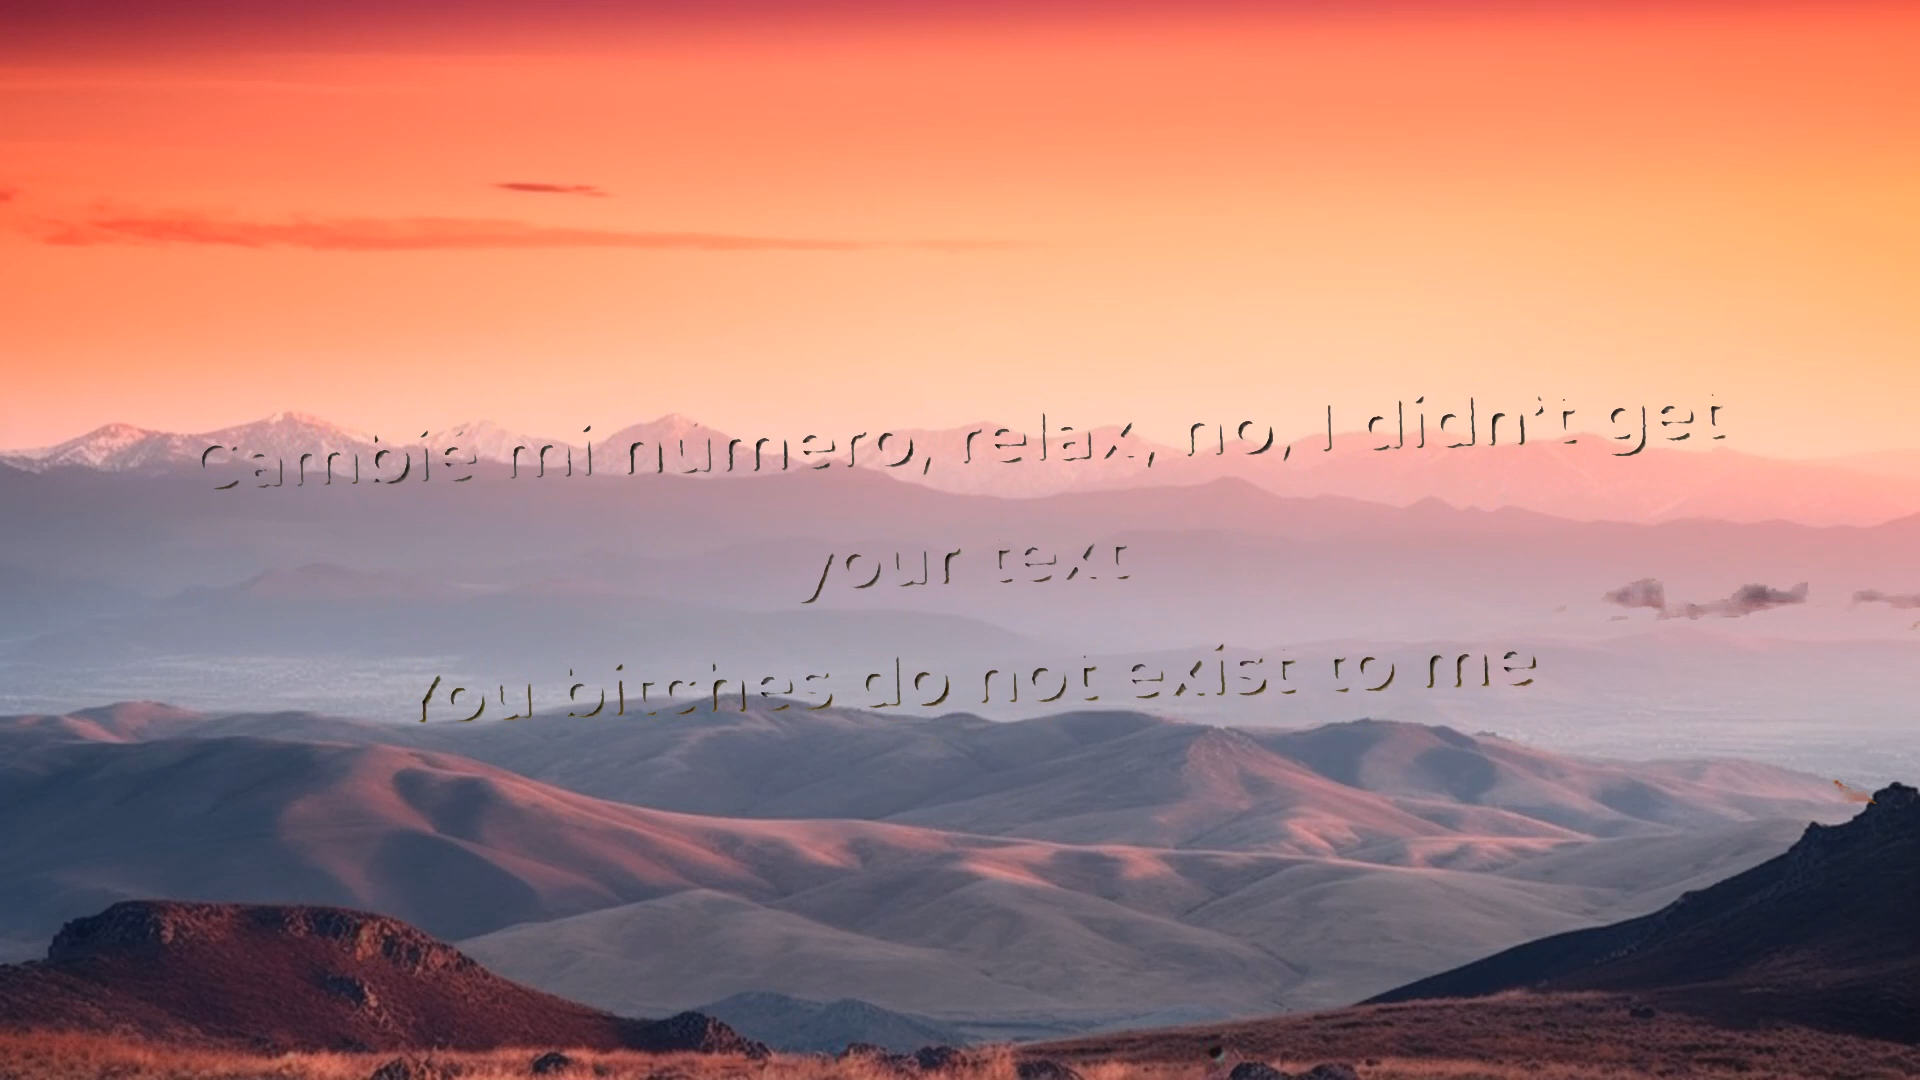 Cambié mi número, relax, no, I didn't get
your text
You bitches do not exist to me